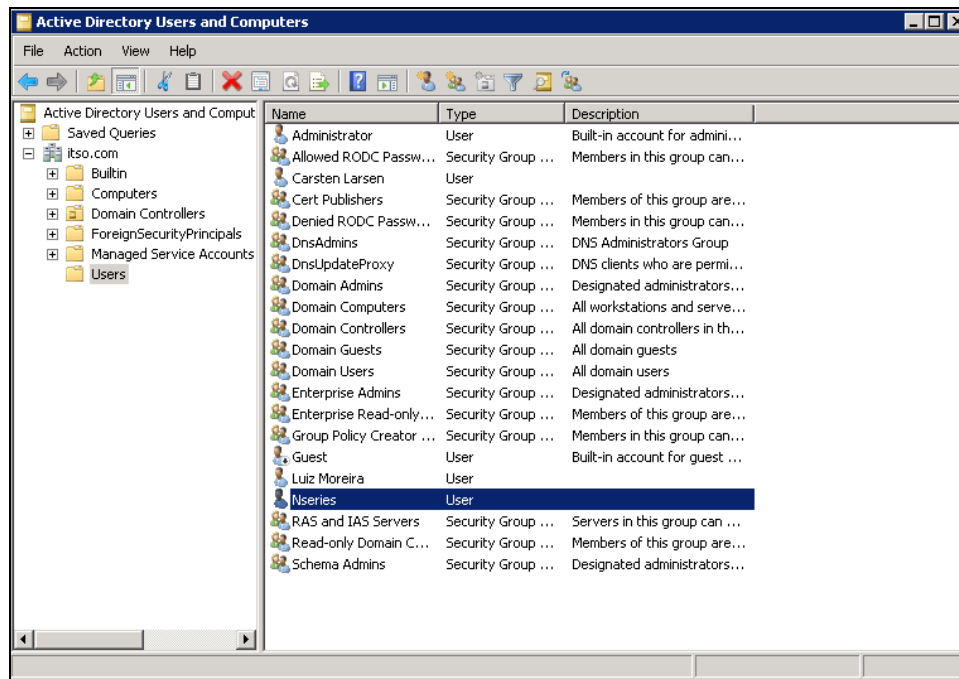 Active Directory Users and Computers
File Action View Help
Active Directory Users and Comput
Saved Queries
itso.com
Builtin
Computers
Domain Controllers
ForeignSecurityPrincipals
Managed Service Accounts
Users
Name Type Description
Administrator User Built-in account for admini...
Allowed RODC Passw... Security Group ... Members in this group can...
Carsten Larsen User
Cert Publishers Security Group ... Members of this group are...
Denied RODC Passw... Security Group ... Members in this group can...
DnsAdmins Security Group ... DNS Administrators Group
DnsUpdateProxy Security Group ... DNS clients who are permi...
Domain Admins Security Group ... Designated administrators...
Domain Computers Security Group ... All workstations and serve...
Domain Controllers Security Group ... All domain controllers in th...
Domain Guests Security Group ... All domain guests
Domain Users Security Group ... All domain users
Enterprise Admins Security Group ... Designated administrators...
Enterprise Read-only... Security Group ... Members of this group are...
Group Policy Creator ... Security Group ... Members in this group can...
Guest User Built-in account for guest ...
Luiz Moreira User
Nseries User
RAS and IAS Servers Security Group ... Servers in this group can ...
Read-only Domain C... Security Group ... Members of this group are...
Schema Admins Security Group ... Designated administrators...